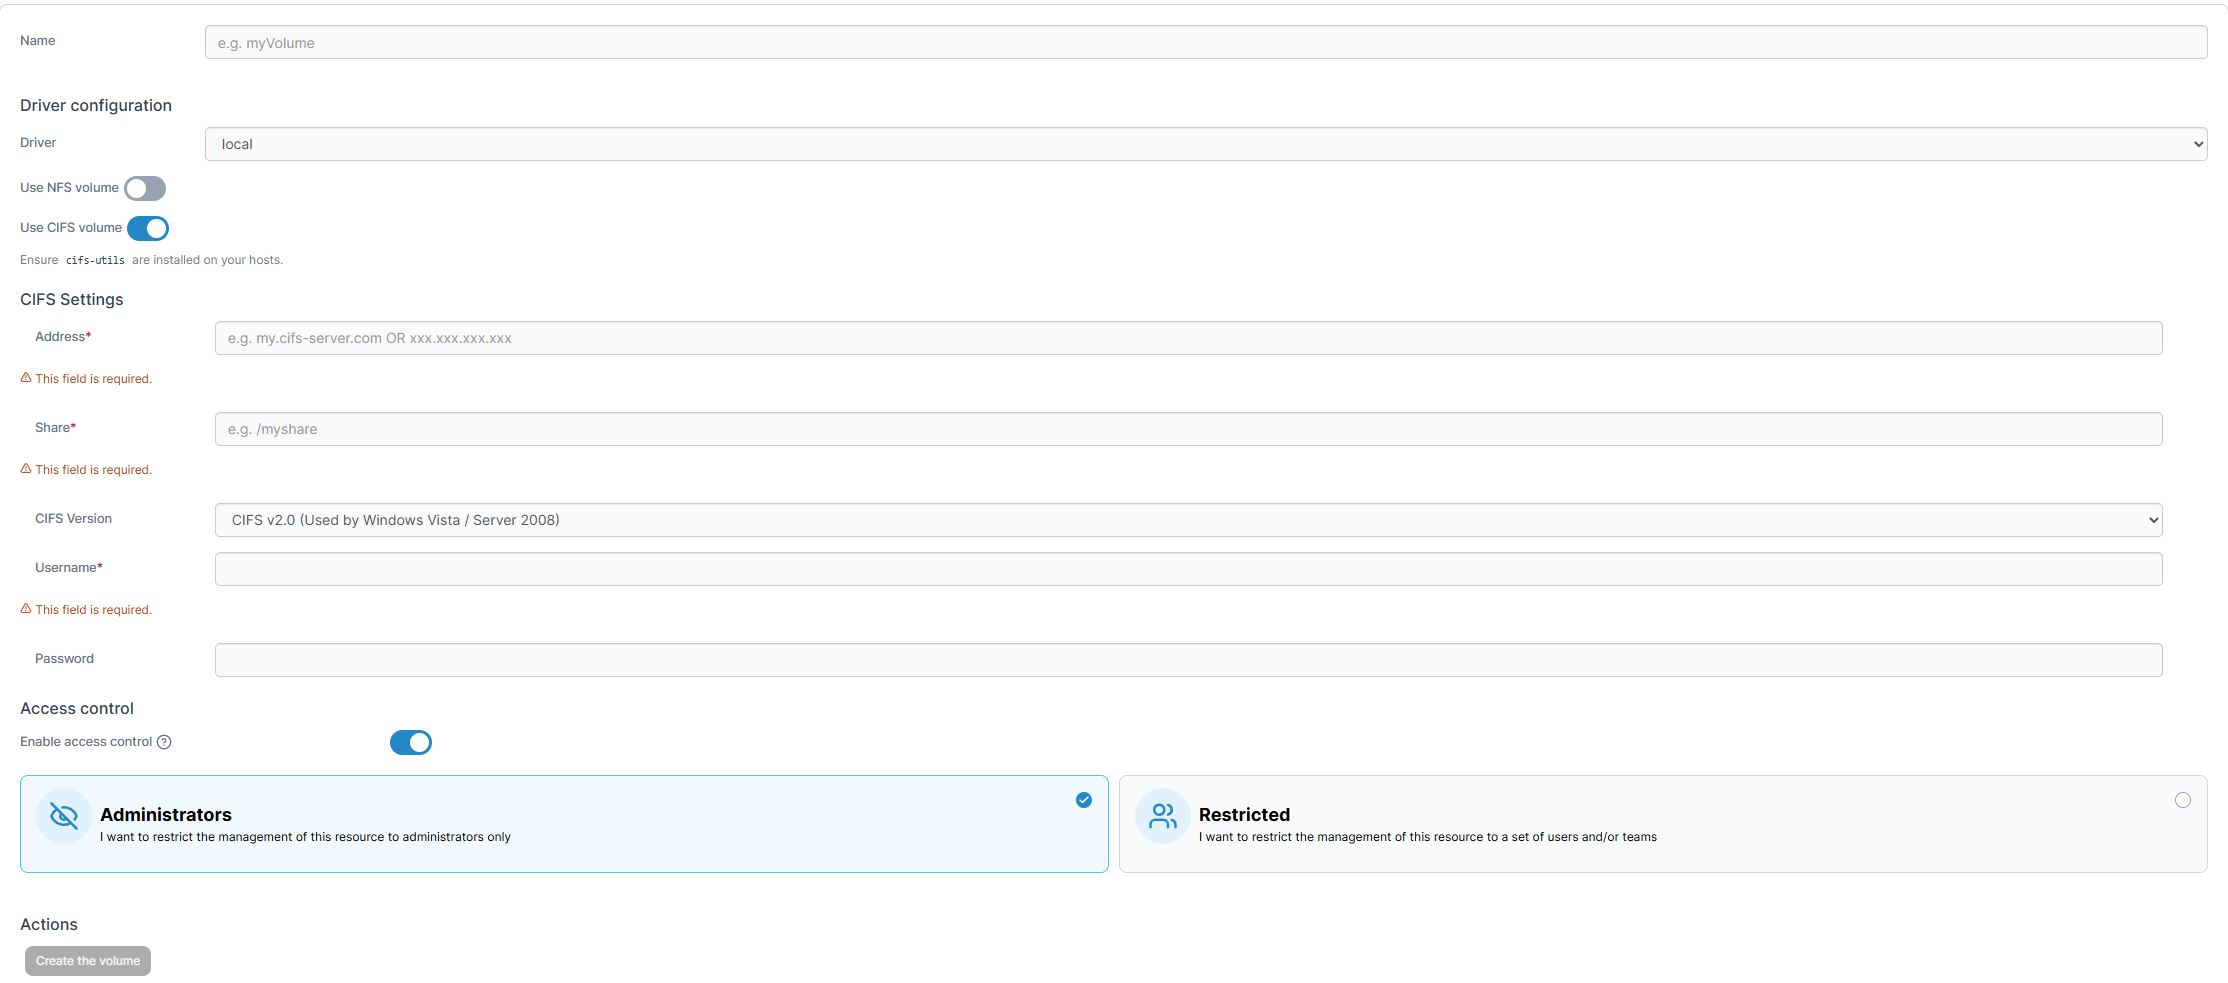 Name
e.g. myVolume
Driver configuration
Driver
local
Use NFS volume
Use CIFS volume
Ensure cifs-utils are installed on your hosts.
CIFS Settings
Address*
e.g. my.cifs-server.com OR xxx.xxx.xxx.xxx
This field is required.
Share*
e.g. /myshare
This field is required.
CIFS Version
CIFS v2.0 (Used by Windows Vista / Server 2008)
Username*
This field is required.
Password
Access control
Enable access control
Administrators
I want to restrict the management of this resource to administrators only
Restricted
I want to restrict the management of this resource to a set of users and/or teams
Actions
Create the volume